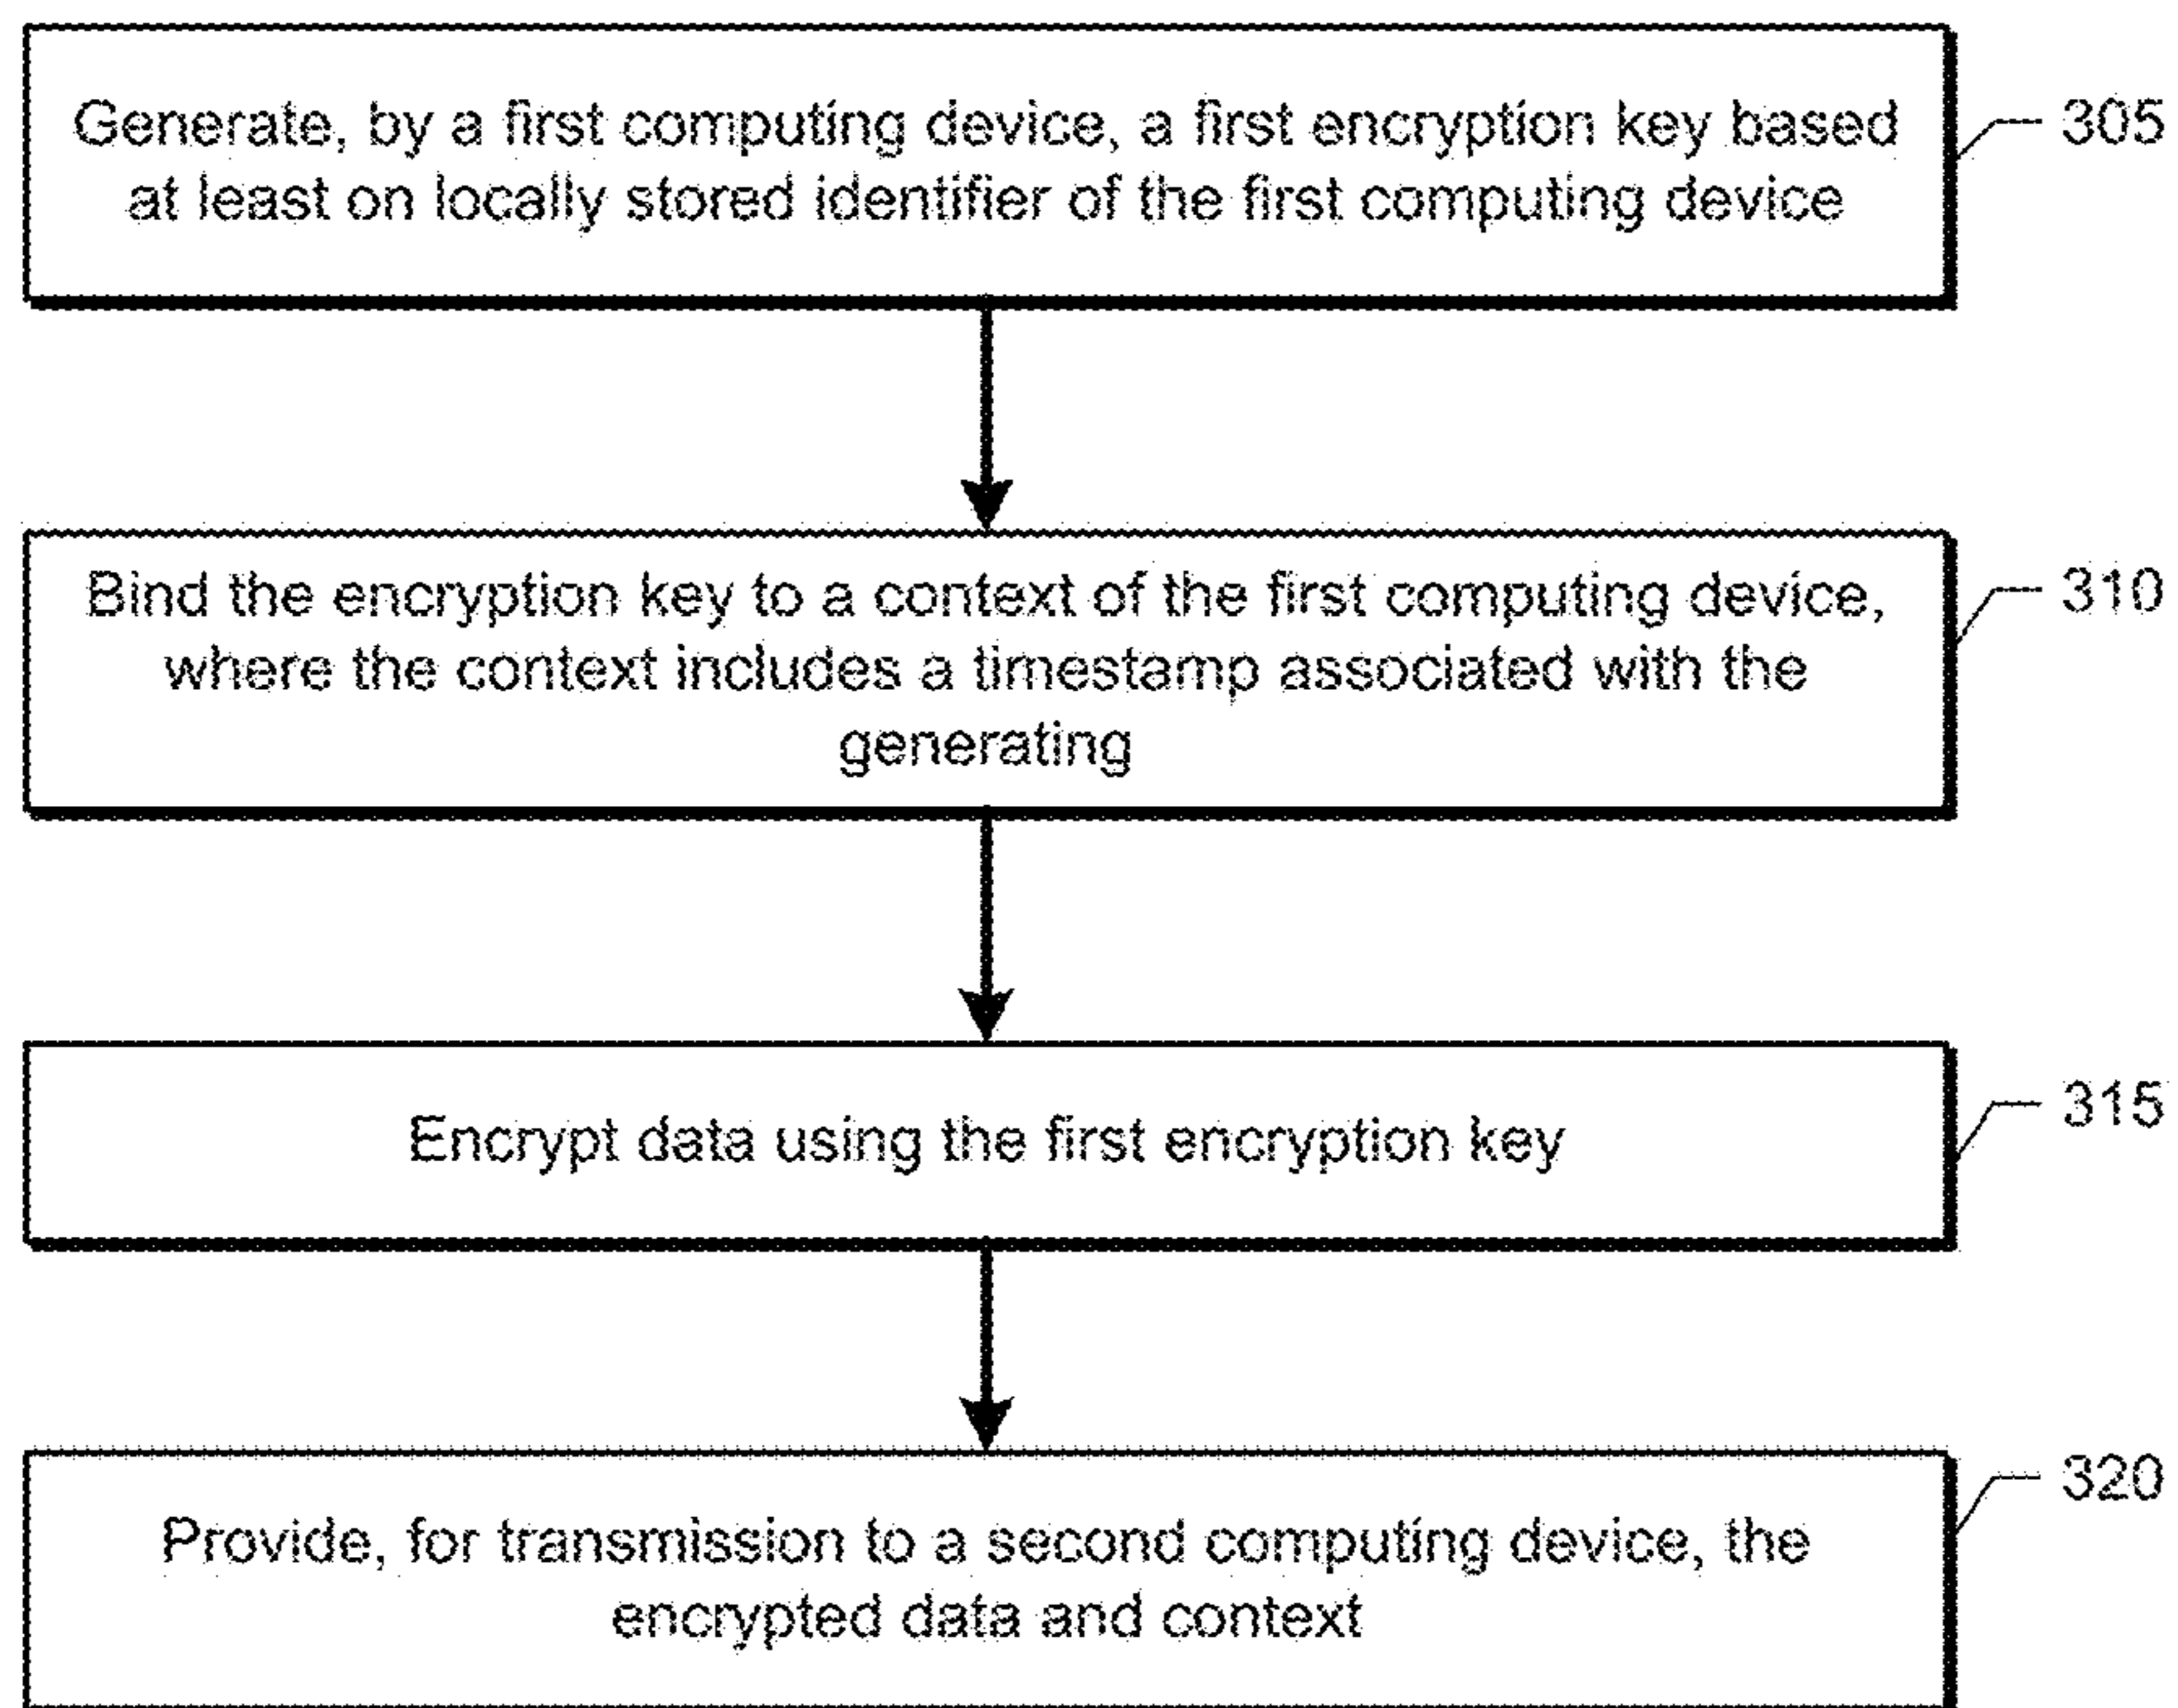 Generate, by a first computing device, a first encryption key based
at least on locally stored identifier of the first computing device
305
Bind the encryption key to a context of the first computing device,
where the context includes a timestamp associated with the
generating
310
Encrypt data using the first encryption key
315
Provide, for transmission to a second computing device, the
encrypted data and context
320